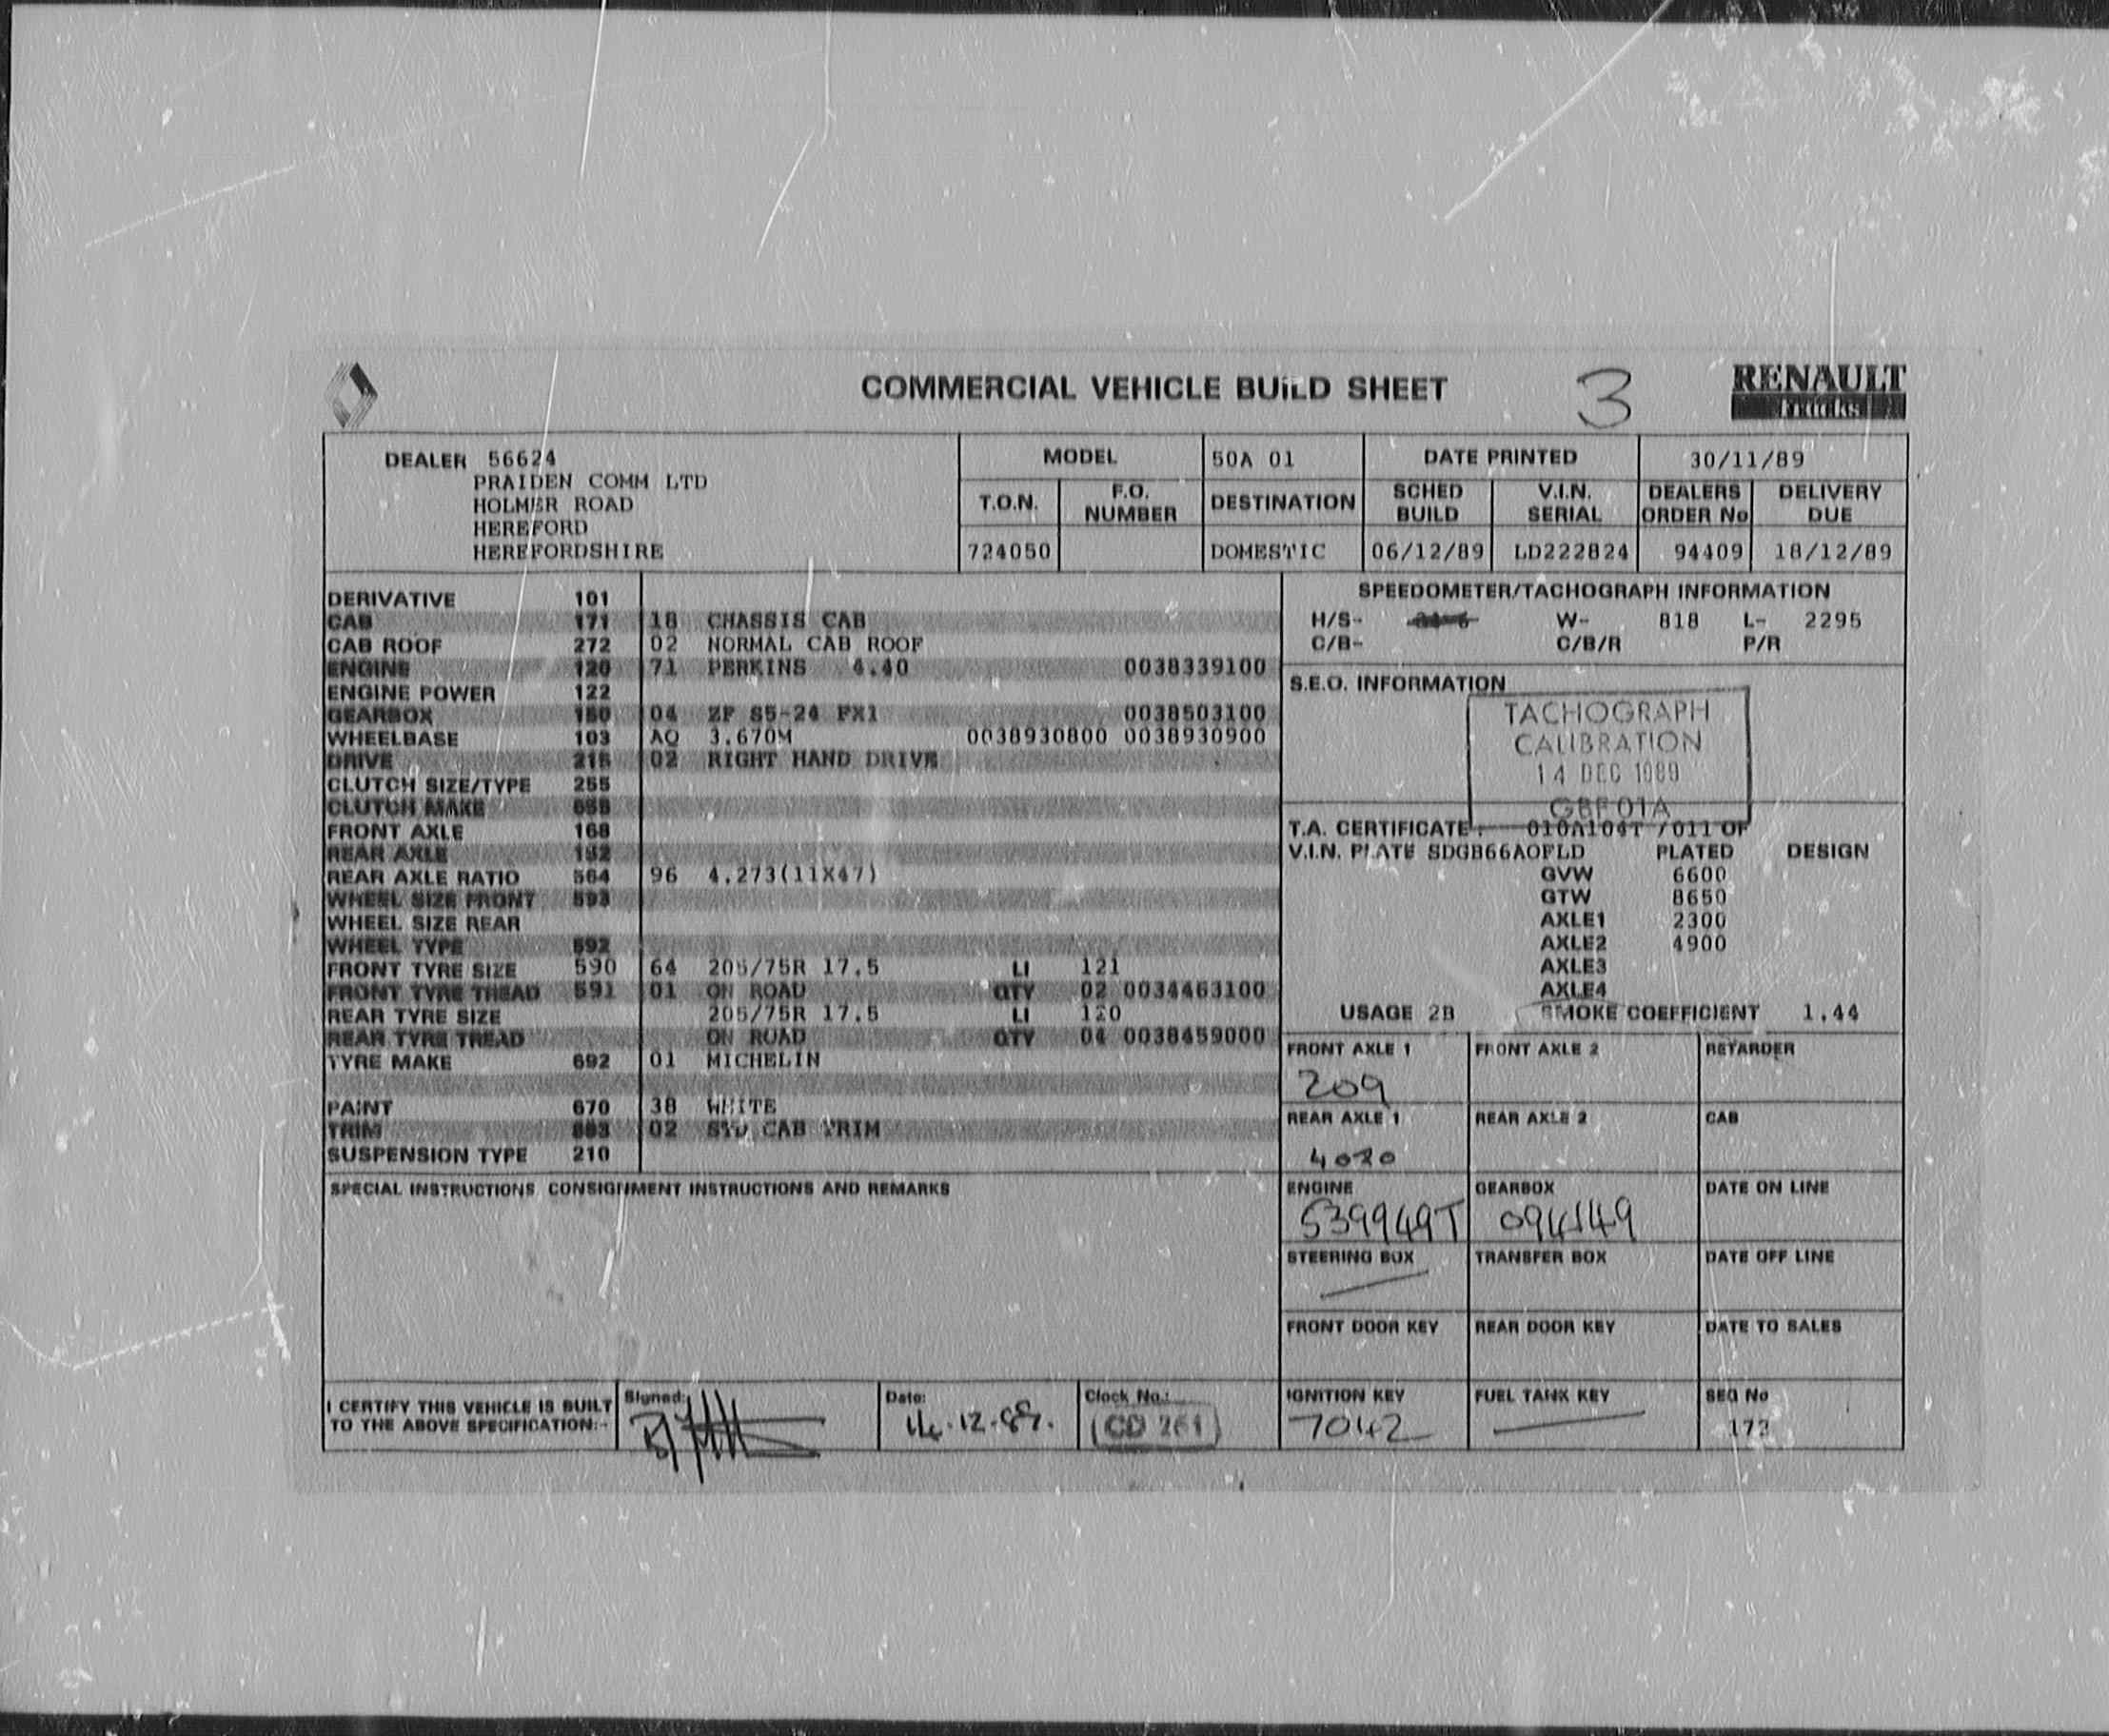 COMMERCIAL VEHICLE BUILD SHEET 3 RENAULT
Trucks
DEALER 56624 MODEL 50A 01 DATE PRINTED 30/11/89
PRAIDEN COMM LTD
HOLMER ROAD T.O.N. F.O. NUMBER DESTINATION SCHED BUILD V.I.N. SERIAL DEALERS ORDER No DELIVERY DUE
HEREFORD
HEREFORDSHIRE 724050 DOMESTIC 06/12/89 LD222824 94409 18/12/89
DERIVATIVE 101
CAB 171 18 CHASSIS CAB
CAB ROOF 272 02 NORMAL CAB ROOF
ENGINE 120 71 PERKINS 4.40 0038339100
ENGINE POWER 122
GEARBOX 150 04 ZF S5-24 FX1 0038503100
WHEELBASE 103 AQ 3.670M 0038930800 0038930900
DRIVE 215 02 RIGHT HAND DRIVE
CLUTCH SIZE/TYPE 255
CLUTCH MAKE
FRONT AXLE 168
REAR AXLE 152
REAR AXLE RATIO 564 96 4.273(11X47)
WHEEL SIZE FRONT 593
WHEEL SIZE REAR
WHEEL TYPE 592
FRONT TYRE SIZE 590 64 205/75R 17.5 LI 121
FRONT TYRE TREAD 591 01 ON ROAD QTY 02 0034463100
REAR TYRE SIZE 205/75R 17.5 LI 120
REAR TYRE TREAD ON ROAD QTY 04 0038459000
TYRE MAKE 692 01 MICHELIN
PAINT 670 38 WHITE
TRIM 02 STD CAB TRIM
SUSPENSION TYPE 210
SPECIAL INSTRUCTIONS CONSIGNMENT INSTRUCTIONS AND REMARKS
SPEEDOMETER/TACHOGRAPH INFORMATION
H/S- W- 818 L- 2295
C/B- C/B/R P/R
S.E.O. INFORMATION
TACHOGRAPH
CALIBRATION
14 DEC 1989
GBF01A
T.A. CERTIFICATE: 010A104T /011 OF
V.I.N. PLATE SDGB66AOFLD PLATED DESIGN
GVW 6600
GTW 8650
AXLE1 2300
AXLE2 4900
AXLE3
AXLE4
USAGE 2B SMOKE COEFFICIENT 1.44
FRONT AXLE 1 FRONT AXLE 2 RETARDER
209
REAR AXLE 1 REAR AXLE 2 CAB
4020
ENGINE GEARBOX DATE ON LINE
S39949T 094149
STEERING BOX TRANSFER BOX DATE OFF LINE
FRONT DOOR KEY REAR DOOR KEY DATE TO SALES
IGNITION KEY FUEL TANK KEY SEQ No
7042 173
I CERTIFY THIS VEHICLE IS BUILT Signed: Date: Clock No.:
TO THE ABOVE SPECIFICATION:- 14.12.89. CD 261